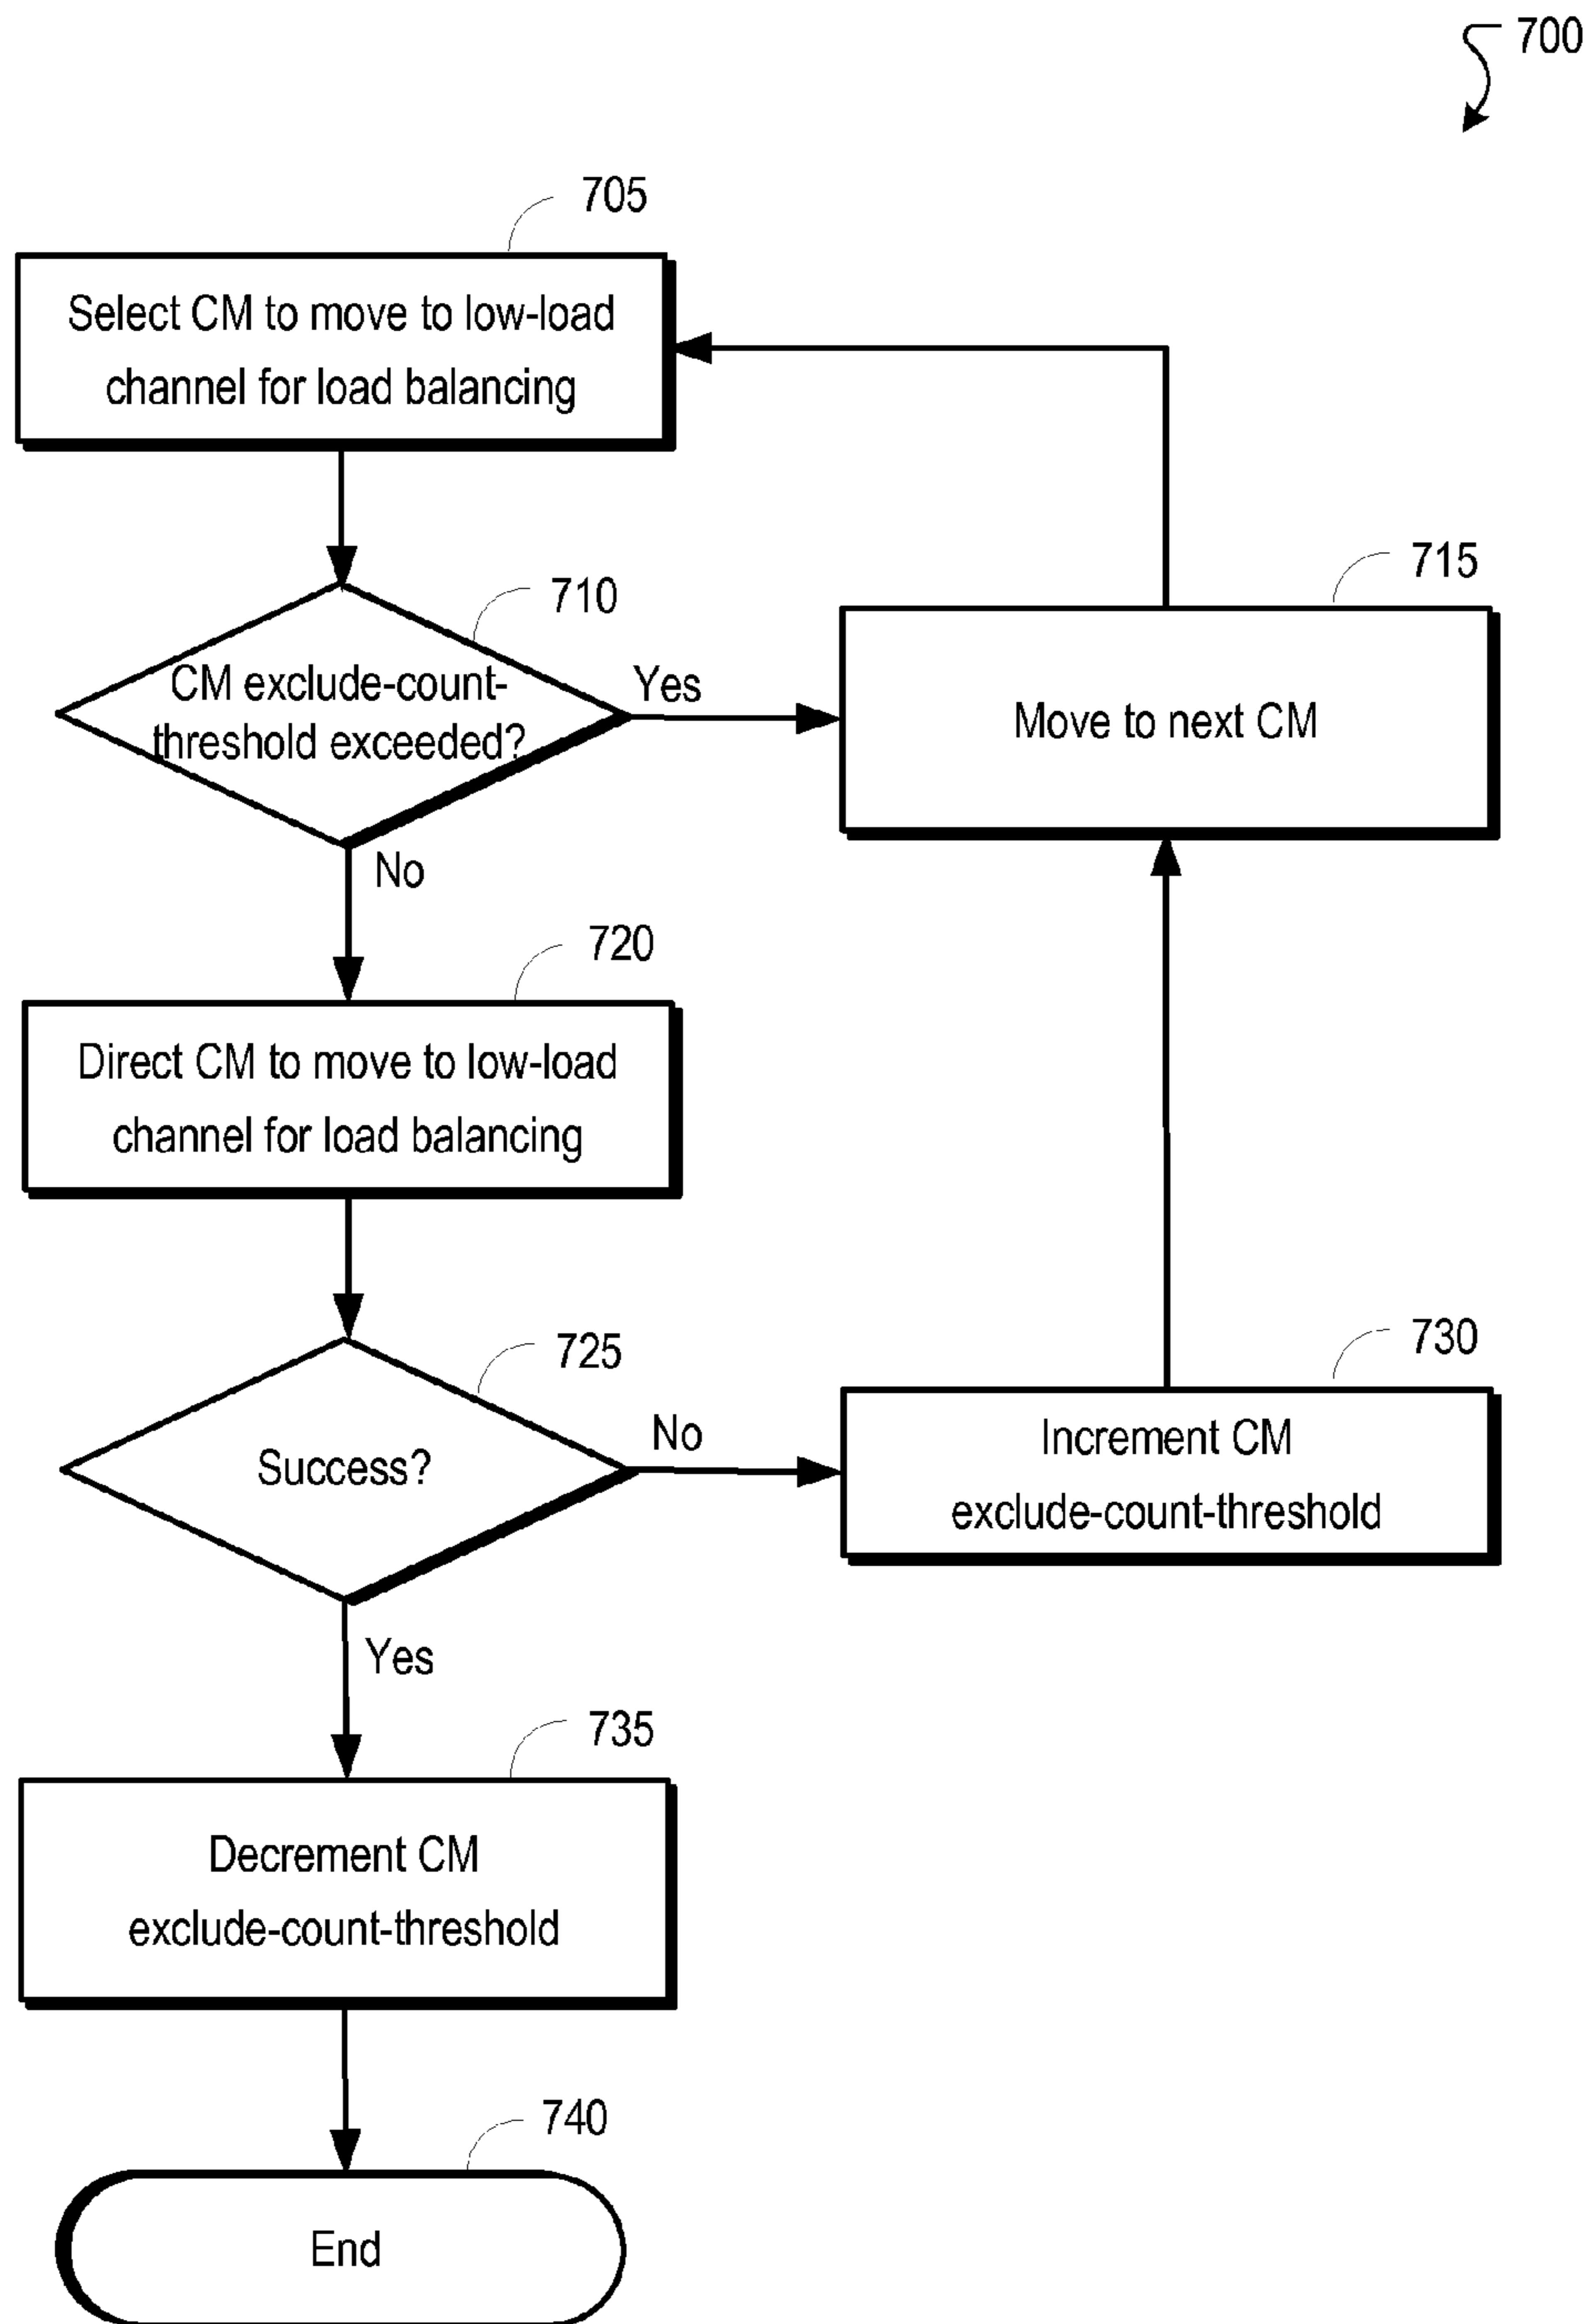 700
705
Select CM to move to low-load
channel for load balancing
710
CM exclude-count-
threshold exceeded?
Yes
715
Move to next CM
No
720
Direct CM to move to low-load
channel for load balancing
725
Success?
No
730
Increment CM
exclude-count-threshold
Yes
735
Decrement CM
exclude-count-threshold
740
End